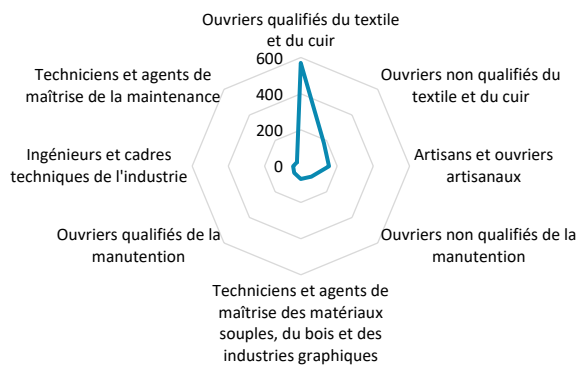 Ouvriers qualifiés du textile
et du cuir
Ouvriers non qualifiés du
textile et du cuir
Artisans et ouvriers
artisanaux
Ouvriers non qualifiés de la
manutention
Techniciens et agents de
maîtrise des matériaux
souples, du bois et des
industries graphiques
Ouvriers qualifiés de la
manutention
Ingénieurs et cadres
techniques de l'industrie
Techniciens et agents de
maîtrise de la maintenance
600
400
200
0